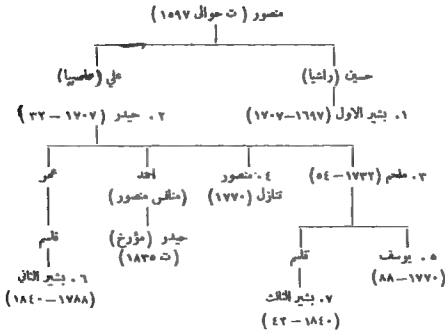 منصور (ت حوالى ١٥٩٧)
حسين (راشيا)
علي (حاصبيا)
١. بشير الاول (١٦٩٧-١٧٠٧)
٢. حيدر (١٧٠٧-٣٢)
٣. ملحم (١٧٣٢-٥٤)
٤. منصور
تنازل (١٧٧٠)
احمد
(منافس منصور)
عمر
حيدر (مؤرخ)
(ت ١٨٣٥)
قاسم
٥. يوسف
(١٧٧٠-٨٨)
قاسم
٦. بشير الثاني
(١٧٨٨-١٨٤٠)
٧. بشير الثالث
(١٨٤٠-٤٢)